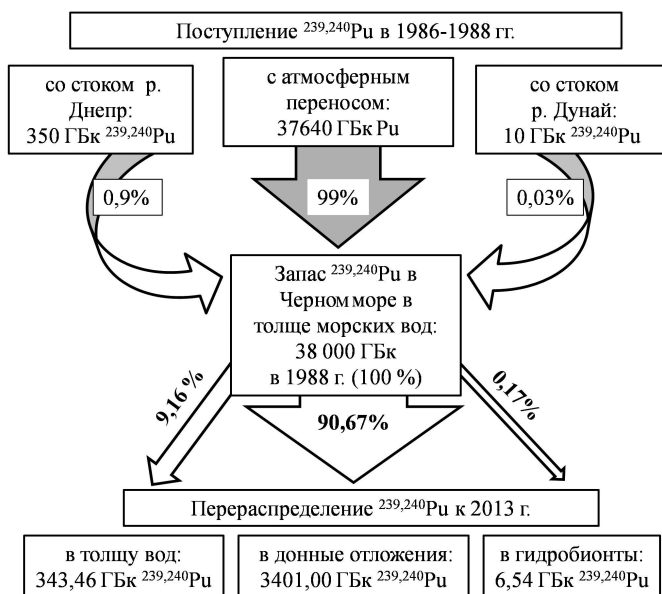 Поступление 239,240Pu в 1986-1988 гг.
со стоком р.
Днепр:
350 ГБк 239,240Pu
с атмосферным
переносом:
37640 ГБк Pu
со стоком
р. Дунай:
10 ГБк 239,240Pu
0,9%
99%
0,03%
Запас 239,240Pu в
Черном море в
толще морских вод:
38 000 ГБк
в 1988 г. (100 %)
9,16 %
90,67%
0,17%
Перераспределение 239,240Pu к 2013 г.
в толщу вод:
343,46 ГБк 239,240Pu
в донные отложения:
3401,00 ГБк 239,240Pu
в гидробионты:
6,54 ГБк 239,240Pu